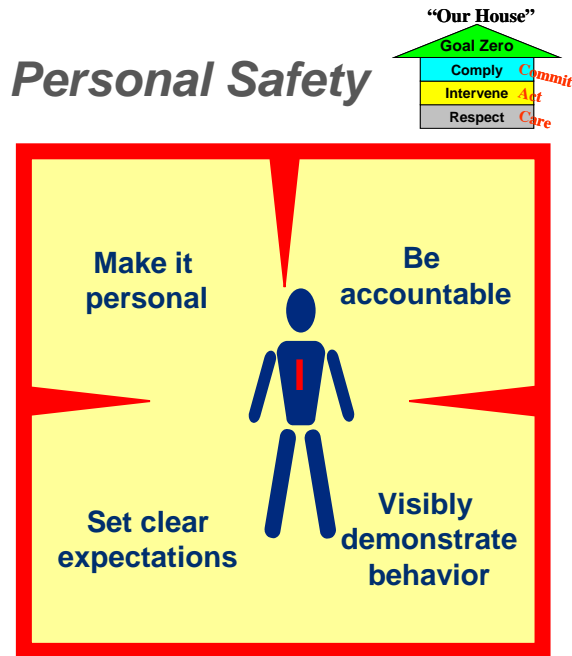 “Our House”
Goal Zero
Personal Safety
Comply Commit
Intervene Act
Respect Care
Make it
personal
Be
accountable
I
Set clear
expectations
Visibly
demonstrate
behavior